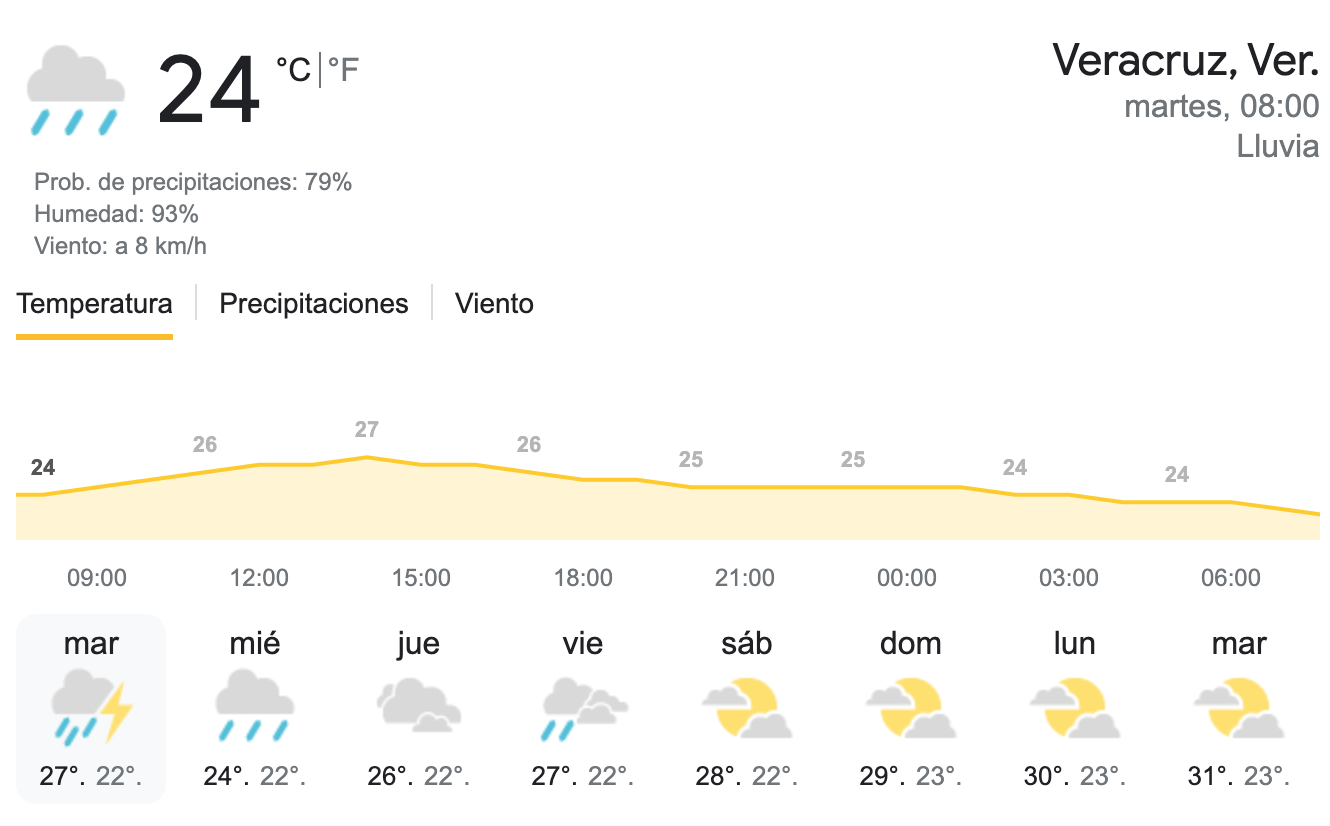 24 °C | °F
Veracruz, Ver.
martes, 08:00
Lluvia
Prob. de precipitaciones: 79%
Humedad: 93%
Viento: a 8 km/h
Temperatura | Precipitaciones | Viento
24 26 27 26 25 25 24 24
09:00 12:00 15:00 18:00 21:00 00:00 03:00 06:00
mar mié jue vie sáb dom lun mar
27°. 22°. 24°. 22°. 26°. 22°. 27°. 22°. 28°. 22°. 29°. 23°. 30°. 23°. 31°. 23°.